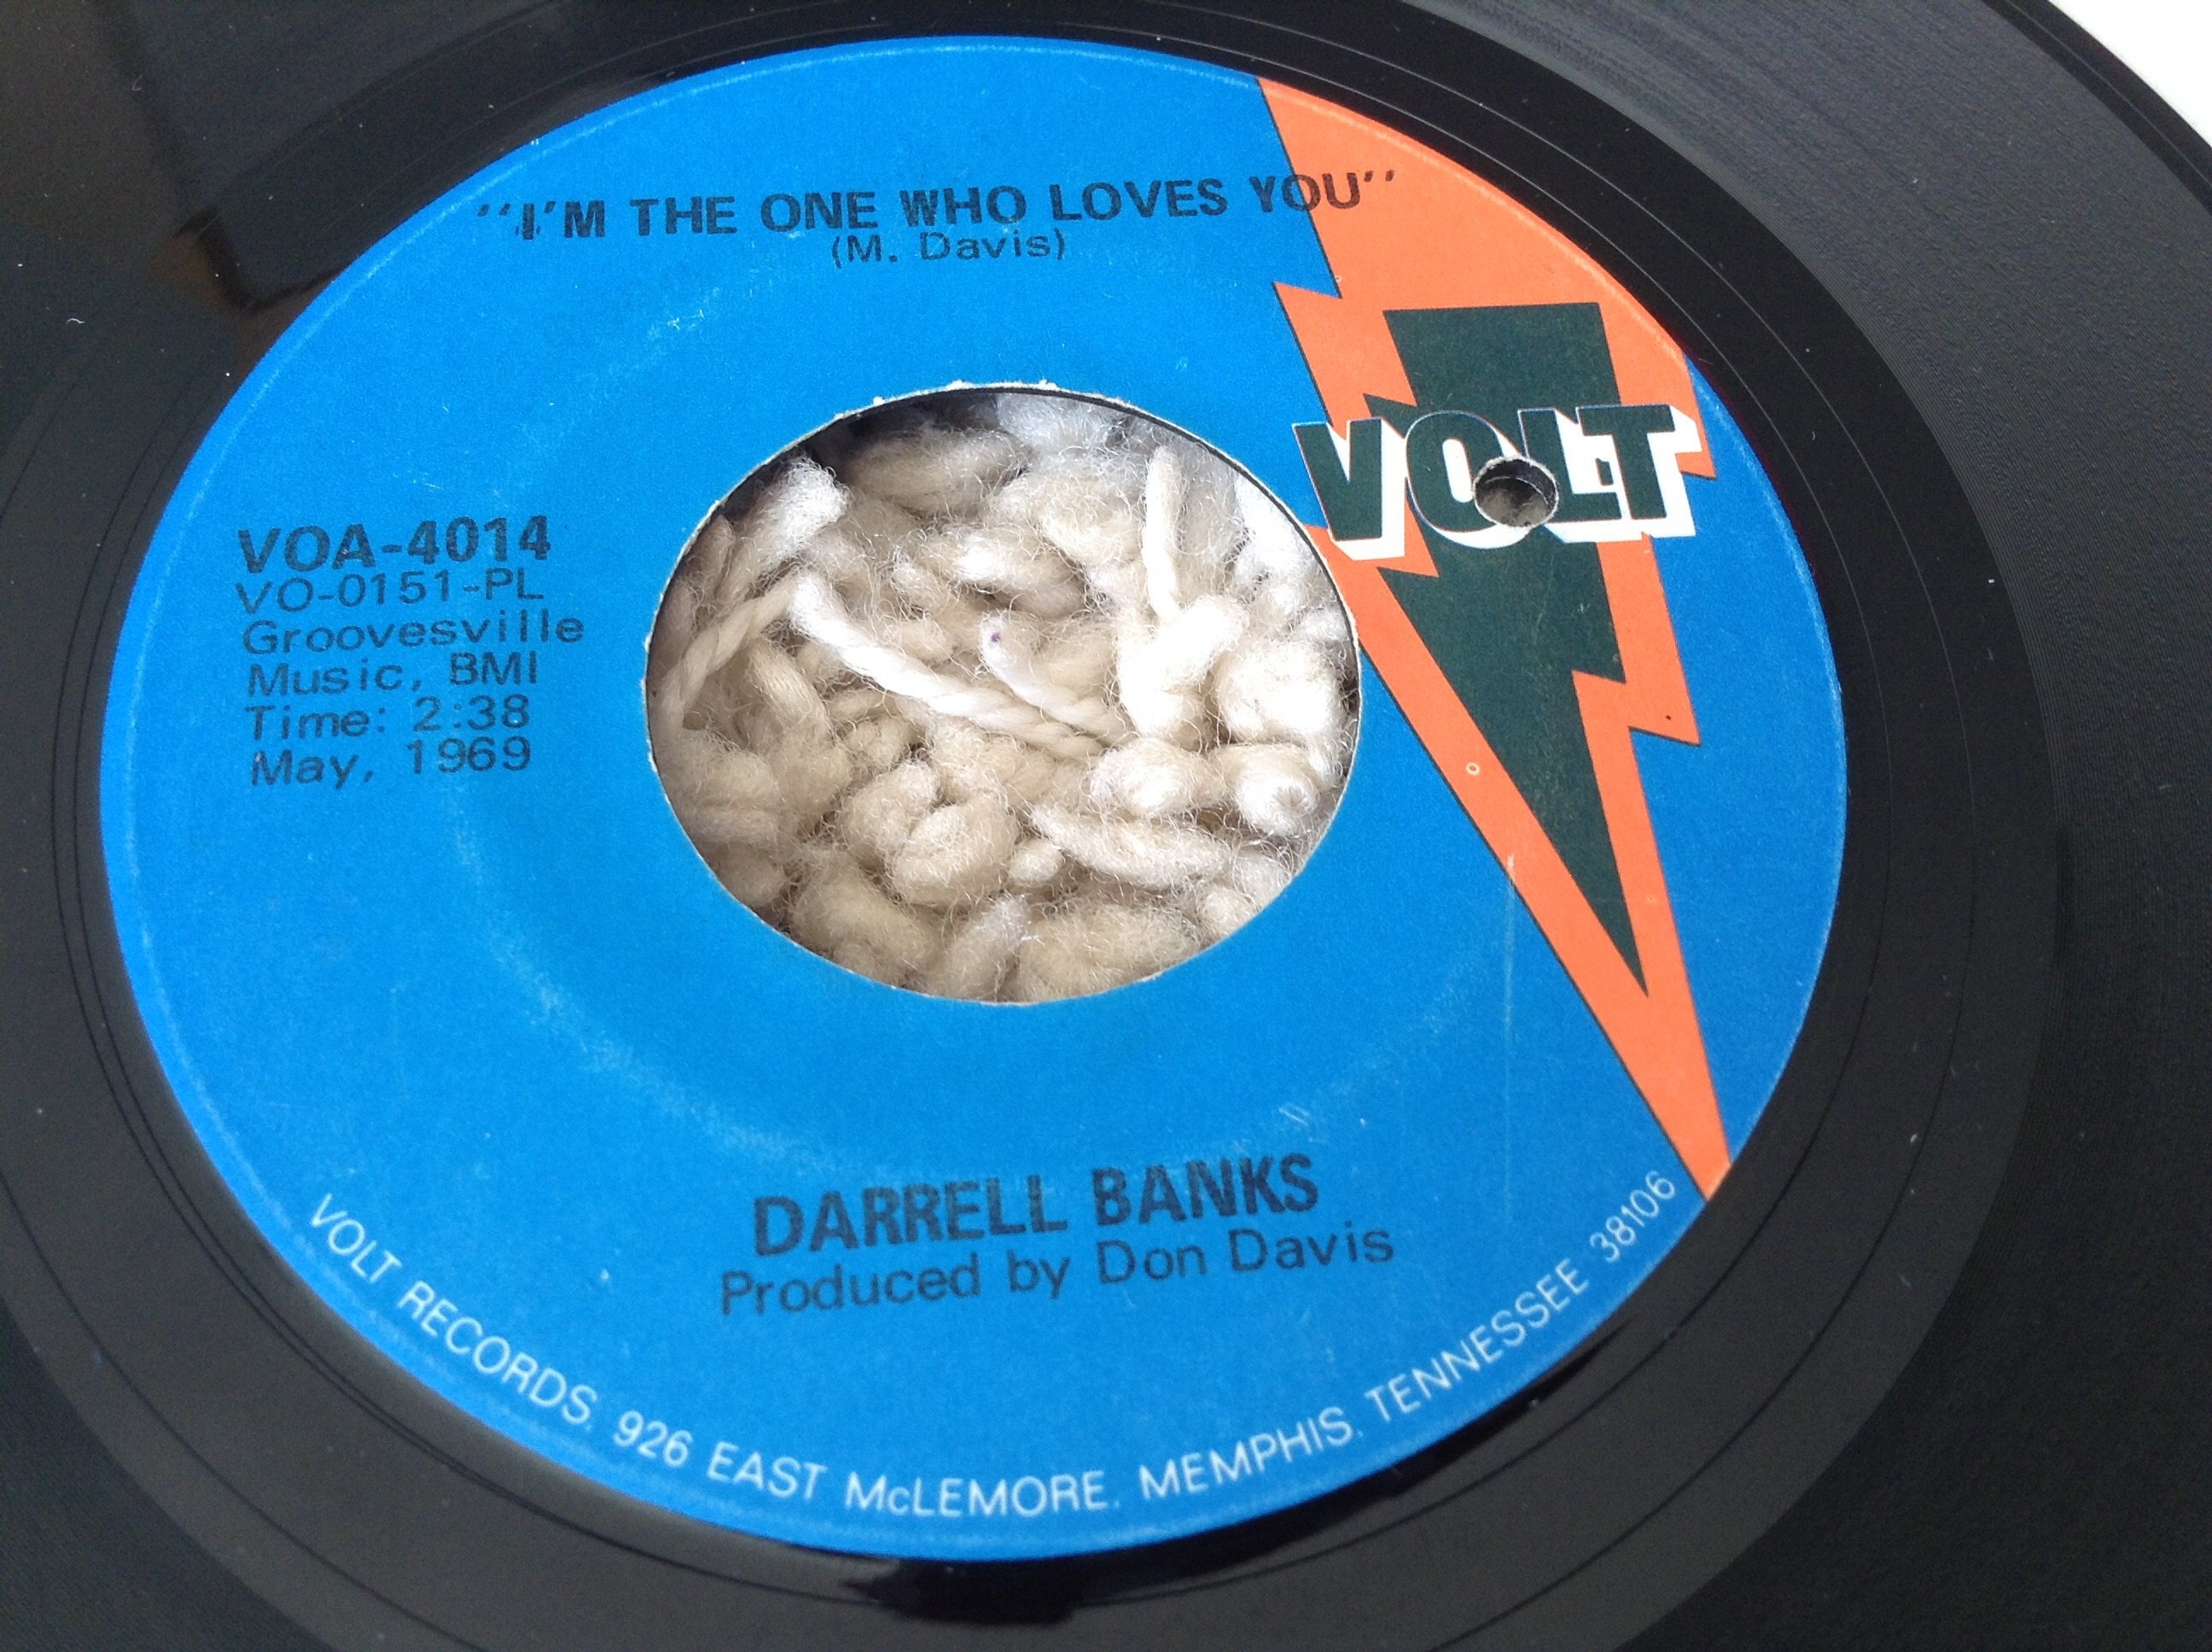 "I'M THE ONE WHO LOVES YOU"
(M. Davis)
VOLT
VOA-4014
VO-0151-PL
Groovesville
Music, BMI
Time: 2:38
May, 1969
DARRELL BANKS
Produced by Don Davis
VOLT RECORDS, 926 EAST McLEMORE, MEMPHIS, TENNESSEE 38106